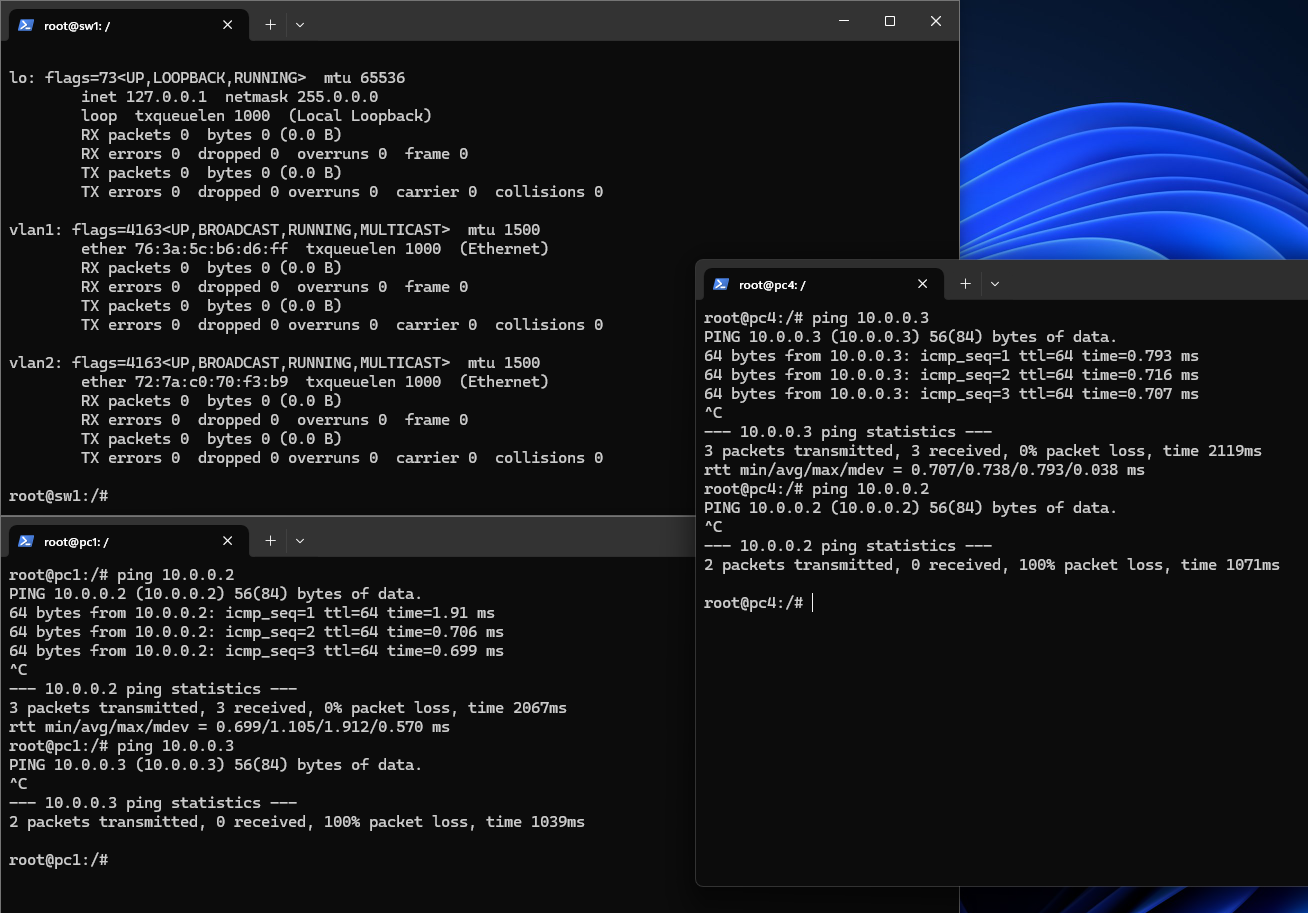 root@sw1: /
lo: flags=73<UP,LOOPBACK,RUNNING>  mtu 65536
        inet 127.0.0.1  netmask 255.0.0.0
        loop  txqueuelen 1000  (Local Loopback)
        RX packets 0  bytes 0 (0.0 B)
        RX errors 0  dropped 0  overruns 0  frame 0
        TX packets 0  bytes 0 (0.0 B)
        TX errors 0  dropped 0 overruns 0  carrier 0  collisions 0

vlan1: flags=4163<UP,BROADCAST,RUNNING,MULTICAST>  mtu 1500
        ether 76:3a:5c:b6:d6:ff  txqueuelen 1000  (Ethernet)
        RX packets 0  bytes 0 (0.0 B)
        RX errors 0  dropped 0  overruns 0  frame 0
        TX packets 0  bytes 0 (0.0 B)
        TX errors 0  dropped 0 overruns 0  carrier 0  collisions 0

vlan2: flags=4163<UP,BROADCAST,RUNNING,MULTICAST>  mtu 1500
        ether 72:7a:c0:70:f3:b9  txqueuelen 1000  (Ethernet)
        RX packets 0  bytes 0 (0.0 B)
        RX errors 0  dropped 0  overruns 0  frame 0
        TX packets 0  bytes 0 (0.0 B)
        TX errors 0  dropped 0 overruns 0  carrier 0  collisions 0

root@sw1:/#
root@pc1: /
root@pc1:/# ping 10.0.0.2
PING 10.0.0.2 (10.0.0.2) 56(84) bytes of data.
64 bytes from 10.0.0.2: icmp_seq=1 ttl=64 time=1.91 ms
64 bytes from 10.0.0.2: icmp_seq=2 ttl=64 time=0.706 ms
64 bytes from 10.0.0.2: icmp_seq=3 ttl=64 time=0.699 ms
^C
--- 10.0.0.2 ping statistics ---
3 packets transmitted, 3 received, 0% packet loss, time 2067ms
rtt min/avg/max/mdev = 0.699/1.105/1.912/0.570 ms
root@pc1:/# ping 10.0.0.3
PING 10.0.0.3 (10.0.0.3) 56(84) bytes of data.
^C
--- 10.0.0.3 ping statistics ---
2 packets transmitted, 0 received, 100% packet loss, time 1039ms

root@pc1:/#
root@pc4: /
root@pc4:/# ping 10.0.0.3
PING 10.0.0.3 (10.0.0.3) 56(84) bytes of data.
64 bytes from 10.0.0.3: icmp_seq=1 ttl=64 time=0.793 ms
64 bytes from 10.0.0.3: icmp_seq=2 ttl=64 time=0.716 ms
64 bytes from 10.0.0.3: icmp_seq=3 ttl=64 time=0.707 ms
^C
--- 10.0.0.3 ping statistics ---
3 packets transmitted, 3 received, 0% packet loss, time 2119ms
rtt min/avg/max/mdev = 0.707/0.738/0.793/0.038 ms
root@pc4:/# ping 10.0.0.2
PING 10.0.0.2 (10.0.0.2) 56(84) bytes of data.
^C
--- 10.0.0.2 ping statistics ---
2 packets transmitted, 0 received, 100% packet loss, time 1071ms

root@pc4:/#